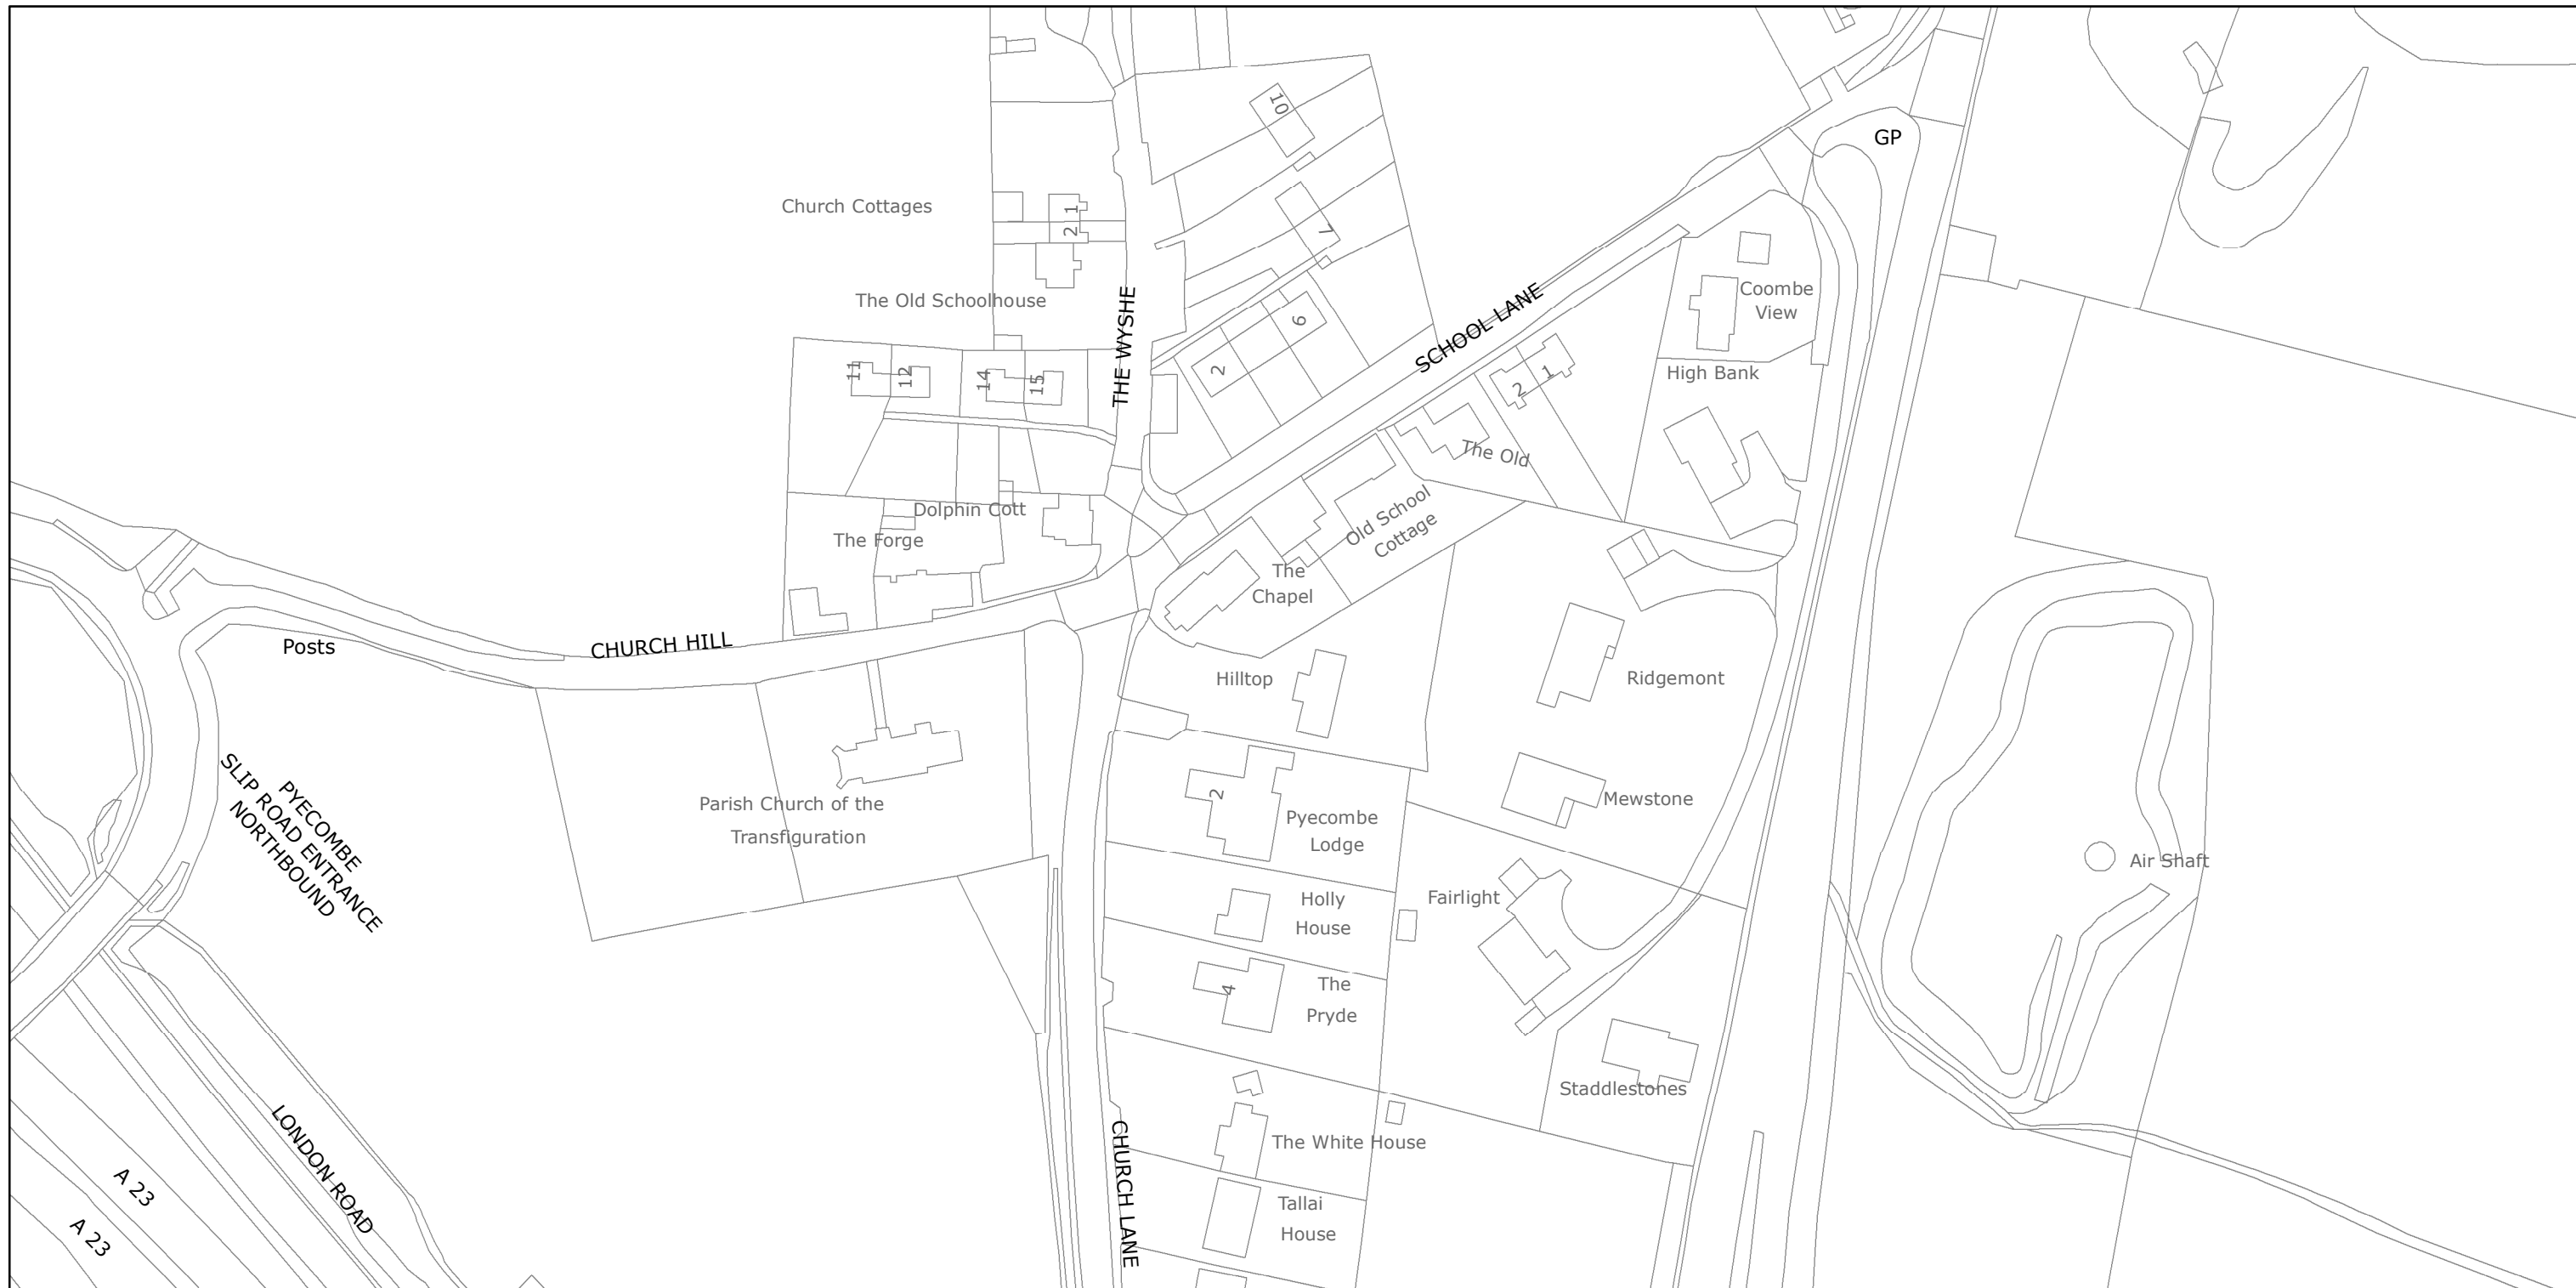 10
GP
Church Cottages
1
2
7
The Old Schoolhouse
THE WYSHE
SCHOOL LANE
Coombe
View
6
2
High Bank
11
12
14
15
1
2
The Old
Dolphin Cott
The Forge
Old School
Cottage
The
Chapel
Posts
CHURCH HILL
Hilltop
Ridgemont
PYECOMBE
SLIP ROAD ENTRANCE
NORTHBOUND
Parish Church of the
Transfiguration
2
Pyecombe
Lodge
Mewstone
Air Shaft
Holly
House
Fairlight
4
The
Pryde
Staddlestones
LONDON ROAD
A 23
A 23
CHURCH LANE
The White House
Tallai
House